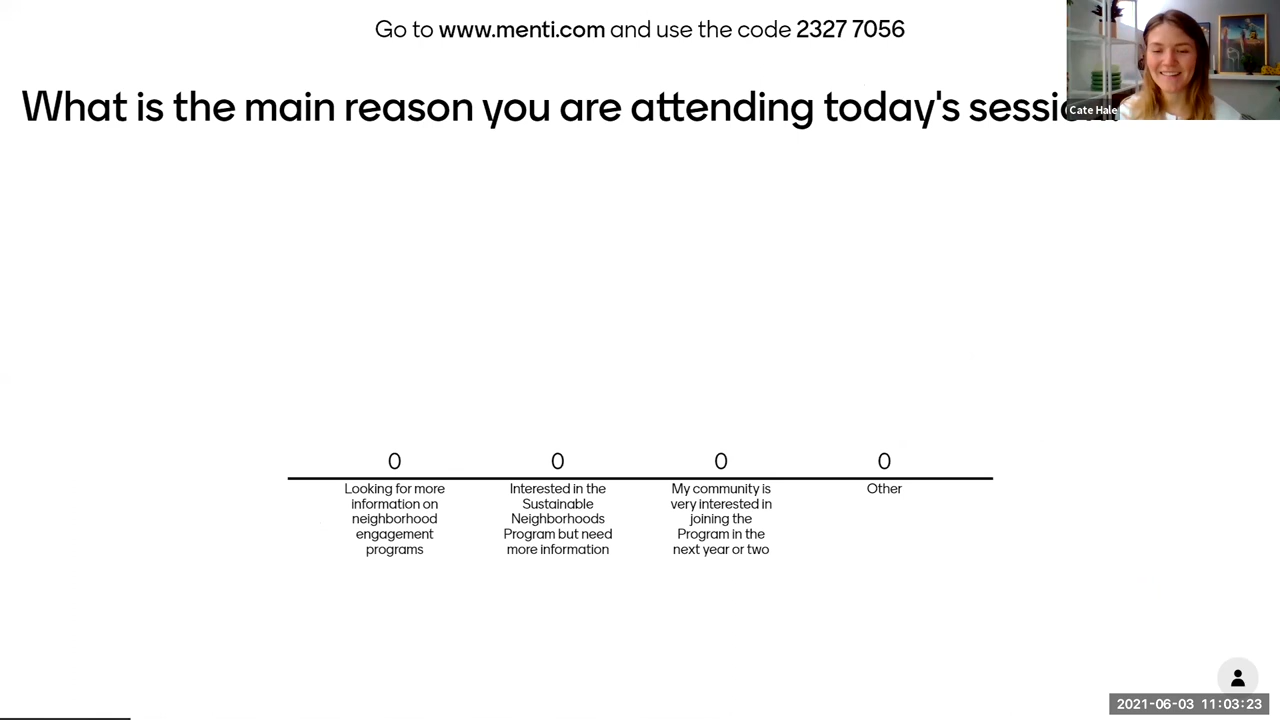 Go to www.menti.com and use the code 2327 7056
What is the main reason you are attending today's session
Cate Hale
0
0
0
0
Looking for more
information on
neighborhood
engagement
programs
Interested in the
Sustainable
Neighborhoods
Program but need
more information
My community is
very interested in
joining the
Program in the
next year or two
Other
2021-06-03 11:03:23